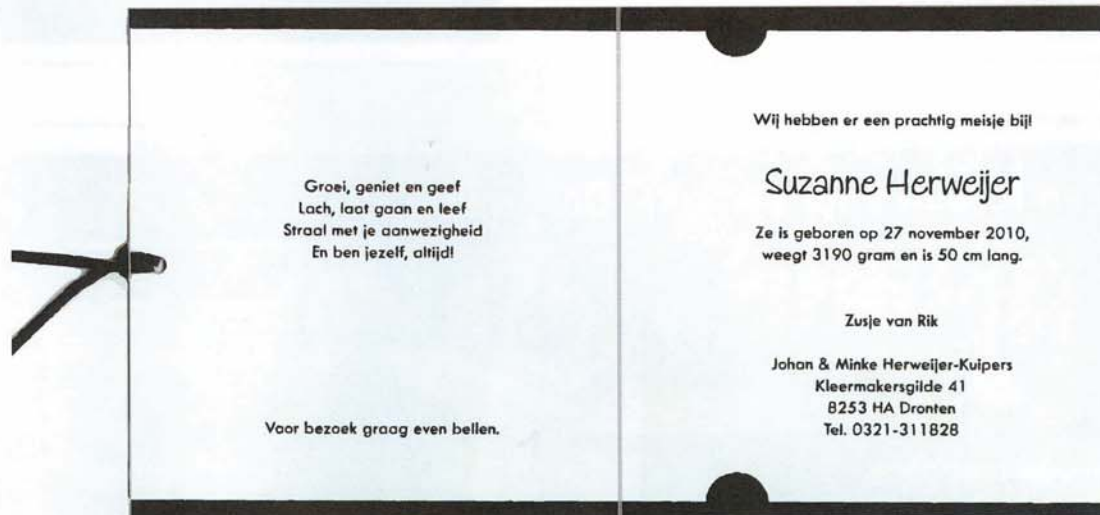 Groei, geniet en geef
Lach, laat gaan en leef
Straal met je aanwezigheid
En ben jezelf, altijd!
Voor bezoek graag even bellen.
Wij hebben er een prachtig meisje bij!
Suzanne Herweijer
Ze is geboren op 27 november 2010,
weegt 3190 gram en is 50 cm lang.
Zusje van Rik
Johan & Minke Herweijer-Kuipers
Kleermakersgilde 41
8253 HA Dronten
Tel. 0321-311828